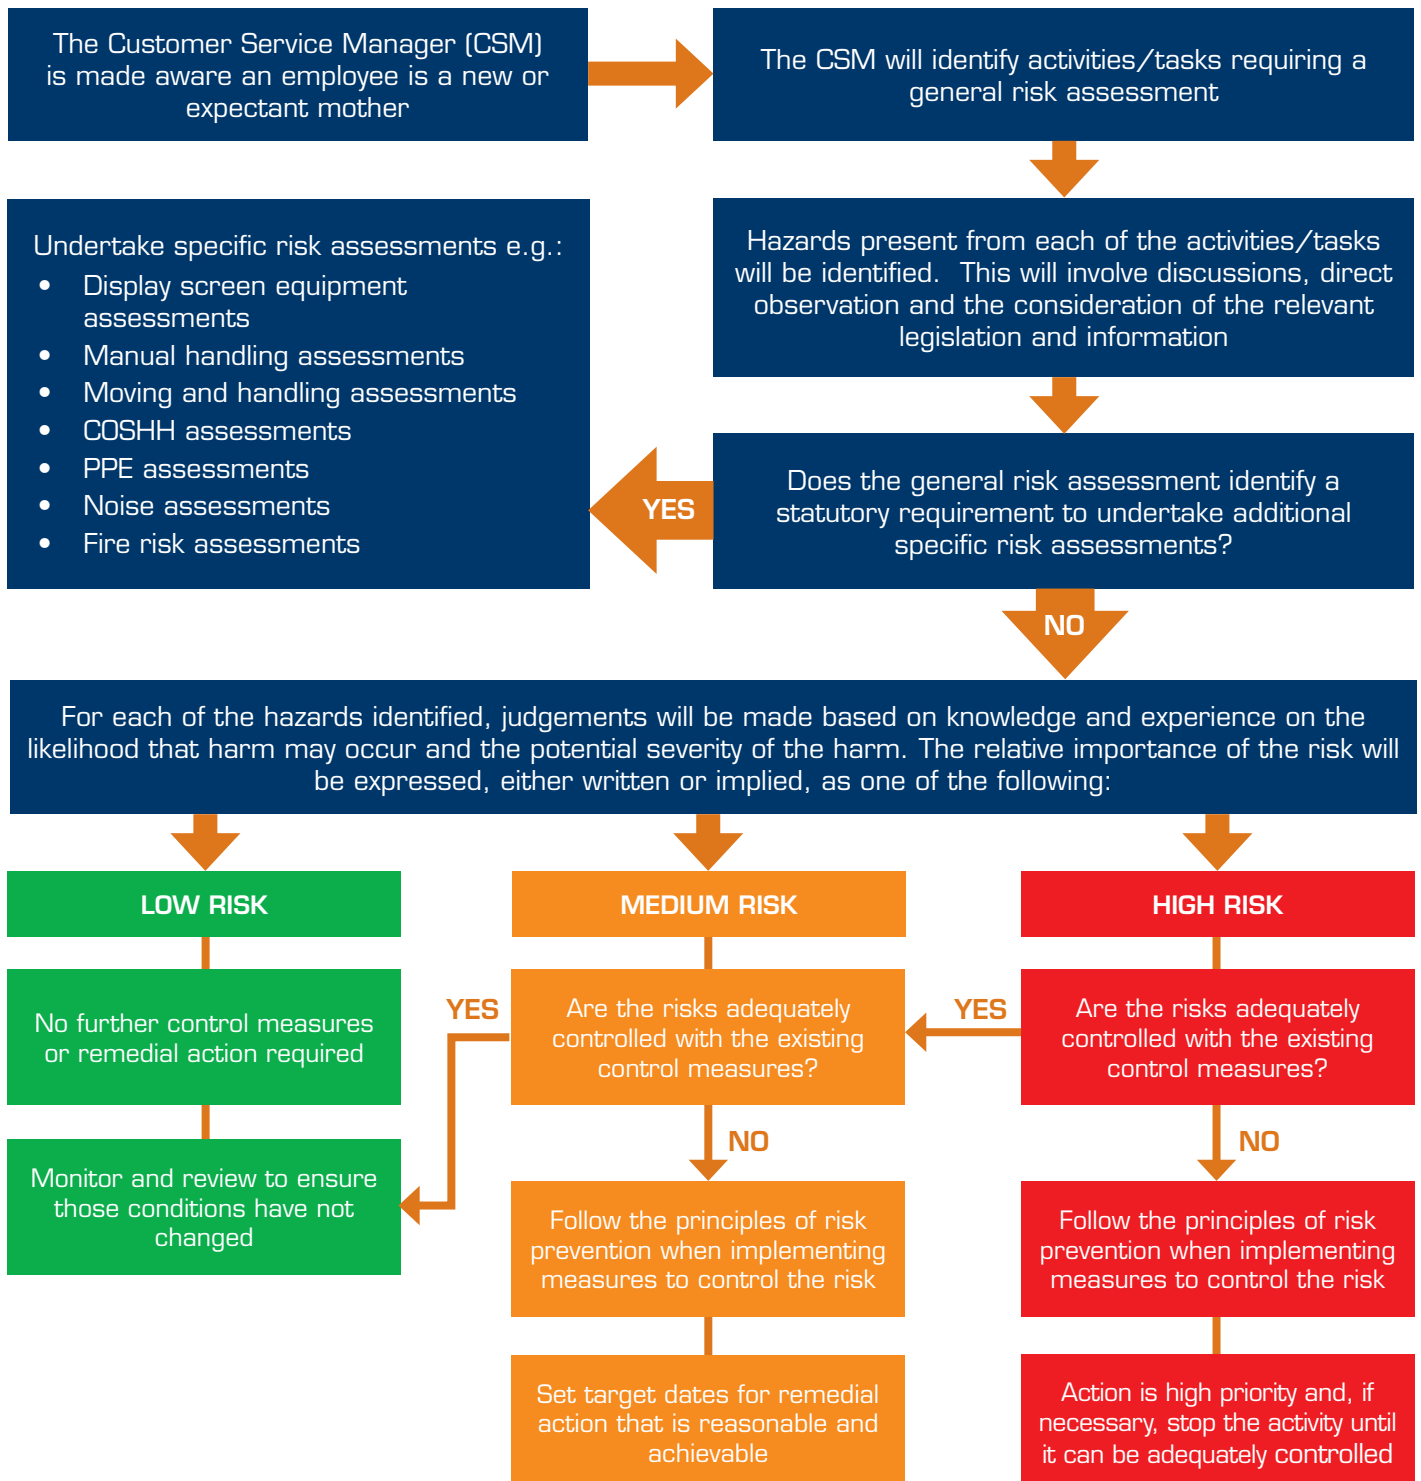 The Customer Service Manager (CSM)
is made aware an employee is a new or
expectant mother
The CSM will identify activities/tasks requiring a
general risk assessment
Hazards present from each of the activities/tasks
will be identified.  This will involve discussions, direct
observation and the consideration of the relevant
legislation and information
Does the general risk assessment identify a
statutory requirement to undertake additional
specific risk assessments?
YES
Undertake specific risk assessments e.g.:
• Display screen equipment
assessments
• Manual handling assessments
• Moving and handling assessments
• COSHH assessments
• PPE assessments
• Noise assessments
• Fire risk assessments
NO
For each of the hazards identified, judgements will be made based on knowledge and experience on the
likelihood that harm may occur and the potential severity of the harm. The relative importance of the risk will
be expressed, either written or implied, as one of the following:
LOW RISK
No further control measures
or remedial action required
Monitor and review to ensure
those conditions have not
changed
MEDIUM RISK
YES
Are the risks adequately
controlled with the existing
control measures?
NO
Follow the principles of risk
prevention when implementing
measures to control the risk
Set target dates for remedial
action that is reasonable and
achievable
HIGH RISK
YES
Are the risks adequately
controlled with the existing
control measures?
NO
Follow the principles of risk
prevention when implementing
measures to control the risk
Action is high priority and, if
necessary, stop the activity until
it can be adequately controlled